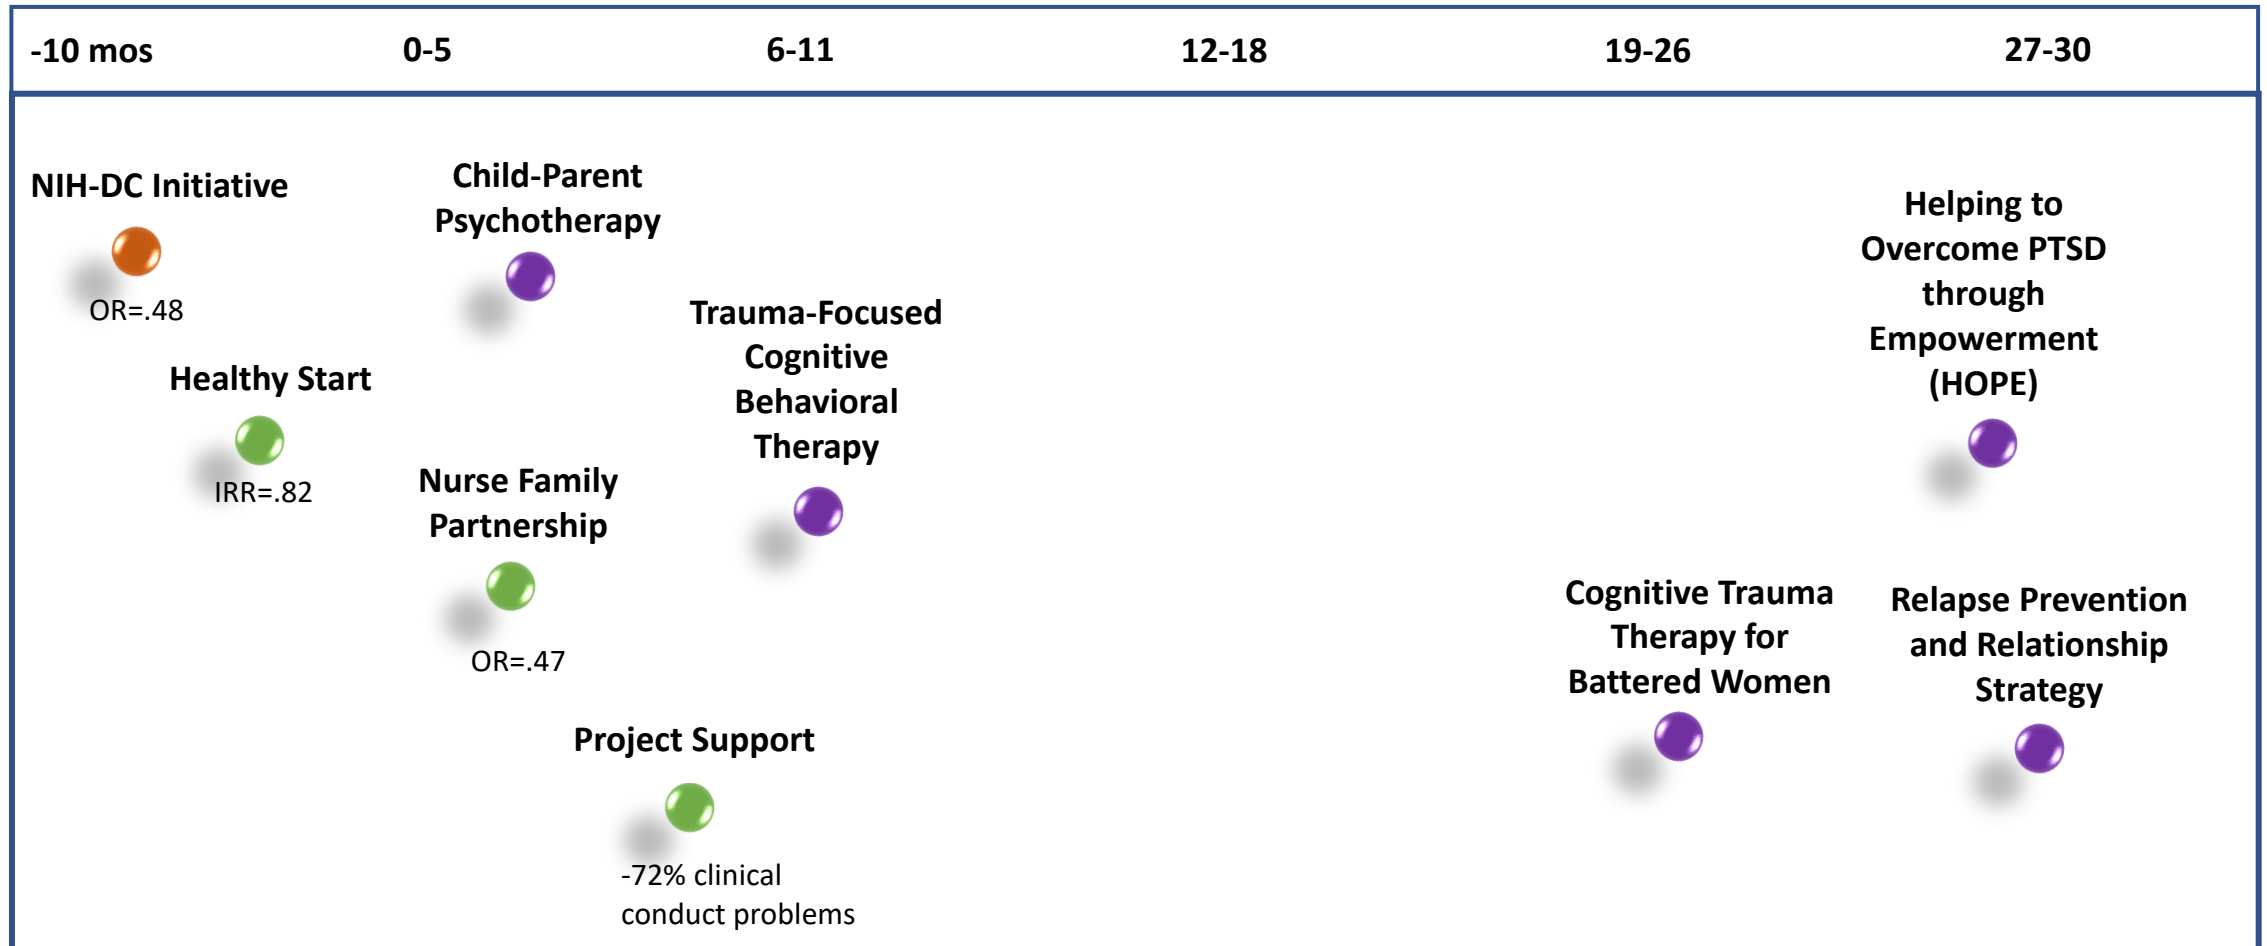 -10 mos
0-5
6-11
12-18
19-26
27-30
NIH-DC Initiative
OR=.48
Healthy Start
IRR=.82
Child-Parent
Psychotherapy
Nurse Family
Partnership
OR=.47
Project Support
-72% clinical
conduct problems
Trauma-Focused
Cognitive
Behavioral
Therapy
Cognitive Trauma
Therapy for
Battered Women
Helping to
Overcome PTSD
through
Empowerment
(HOPE)
Relapse Prevention
and Relationship
Strategy